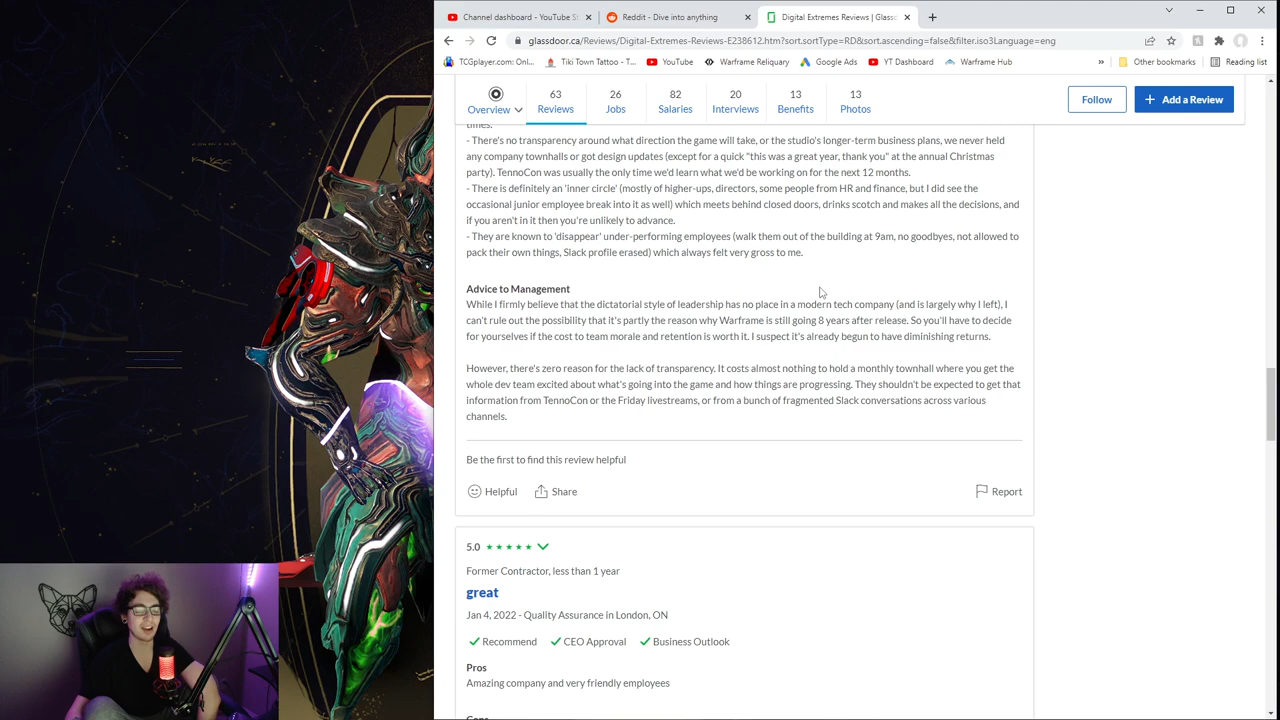 Channel dashboard - YouTube St
Reddit - Dive into anything
Digital Extremes Reviews | Glassd
glassdoor.ca/Reviews/Digital-Extremes-Reviews-E238612.htm?sort.sortType=RD&sort.ascending=false&filter.iso3Language=eng
TCGplayer.com: Onl... Tiki Town Tattoo - T... YouTube Warframe Reliquary Google Ads YT Dashboard Warframe Hub » Other bookmarks Reading list
63 26 82 20 13 13
Overview Reviews Jobs Salaries Interviews Benefits Photos
Follow
+ Add a Review
times.
- There's no transparency around what direction the game will take, or the studio's longer-term business plans, we never held
any company townhalls or got design updates (except for a quick "this was a great year, thank you" at the annual Christmas
party). TennoCon was usually the only time we'd learn what we'd be working on for the next 12 months.
- There is definitely an 'inner circle' (mostly of higher-ups, directors, some people from HR and finance, but I did see the
occasional junior employee break into it as well) which meets behind closed doors, drinks scotch and makes all the decisions, and
if you aren't in it then you're unlikely to advance.
- They are known to 'disappear' under-performing employees (walk them out of the building at 9am, no goodbyes, not allowed to
pack their own things, Slack profile erased) which always felt very gross to me.
Advice to Management
While I firmly believe that the dictatorial style of leadership has no place in a modern tech company (and is largely why I left), I
can't rule out the possibility that it's partly the reason why Warframe is still going 8 years after release. So you'll have to decide
for yourselves if the cost to team morale and retention is worth it. I suspect it's already begun to have diminishing returns.
However, there's zero reason for the lack of transparency. It costs almost nothing to hold a monthly townhall where you get the
whole dev team excited about what's going into the game and how things are progressing. They shouldn't be expected to get that
information from TennoCon or the Friday livestreams, or from a bunch of fragmented Slack conversations across various
channels.
Be the first to find this review helpful
Helpful Share Report
5.0
Former Contractor, less than 1 year
great
Jan 4, 2022 - Quality Assurance in London, ON
Recommend CEO Approval Business Outlook
Pros
Amazing company and very friendly employees